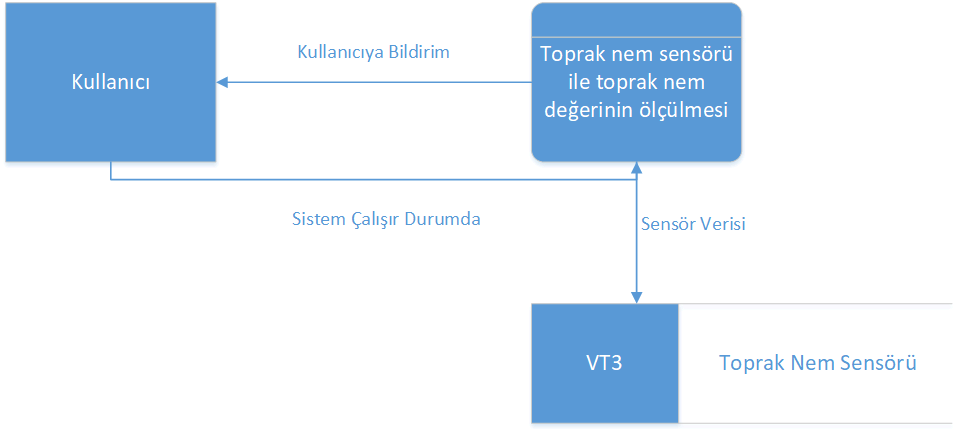 Kullanıcı
Kullanıcıya Bildirim
Toprak nem sensörü
ile toprak nem
değerinin ölçülmesi
Sistem Çalışır Durumda
Sensör Verisi
VT3
Toprak Nem Sensörü